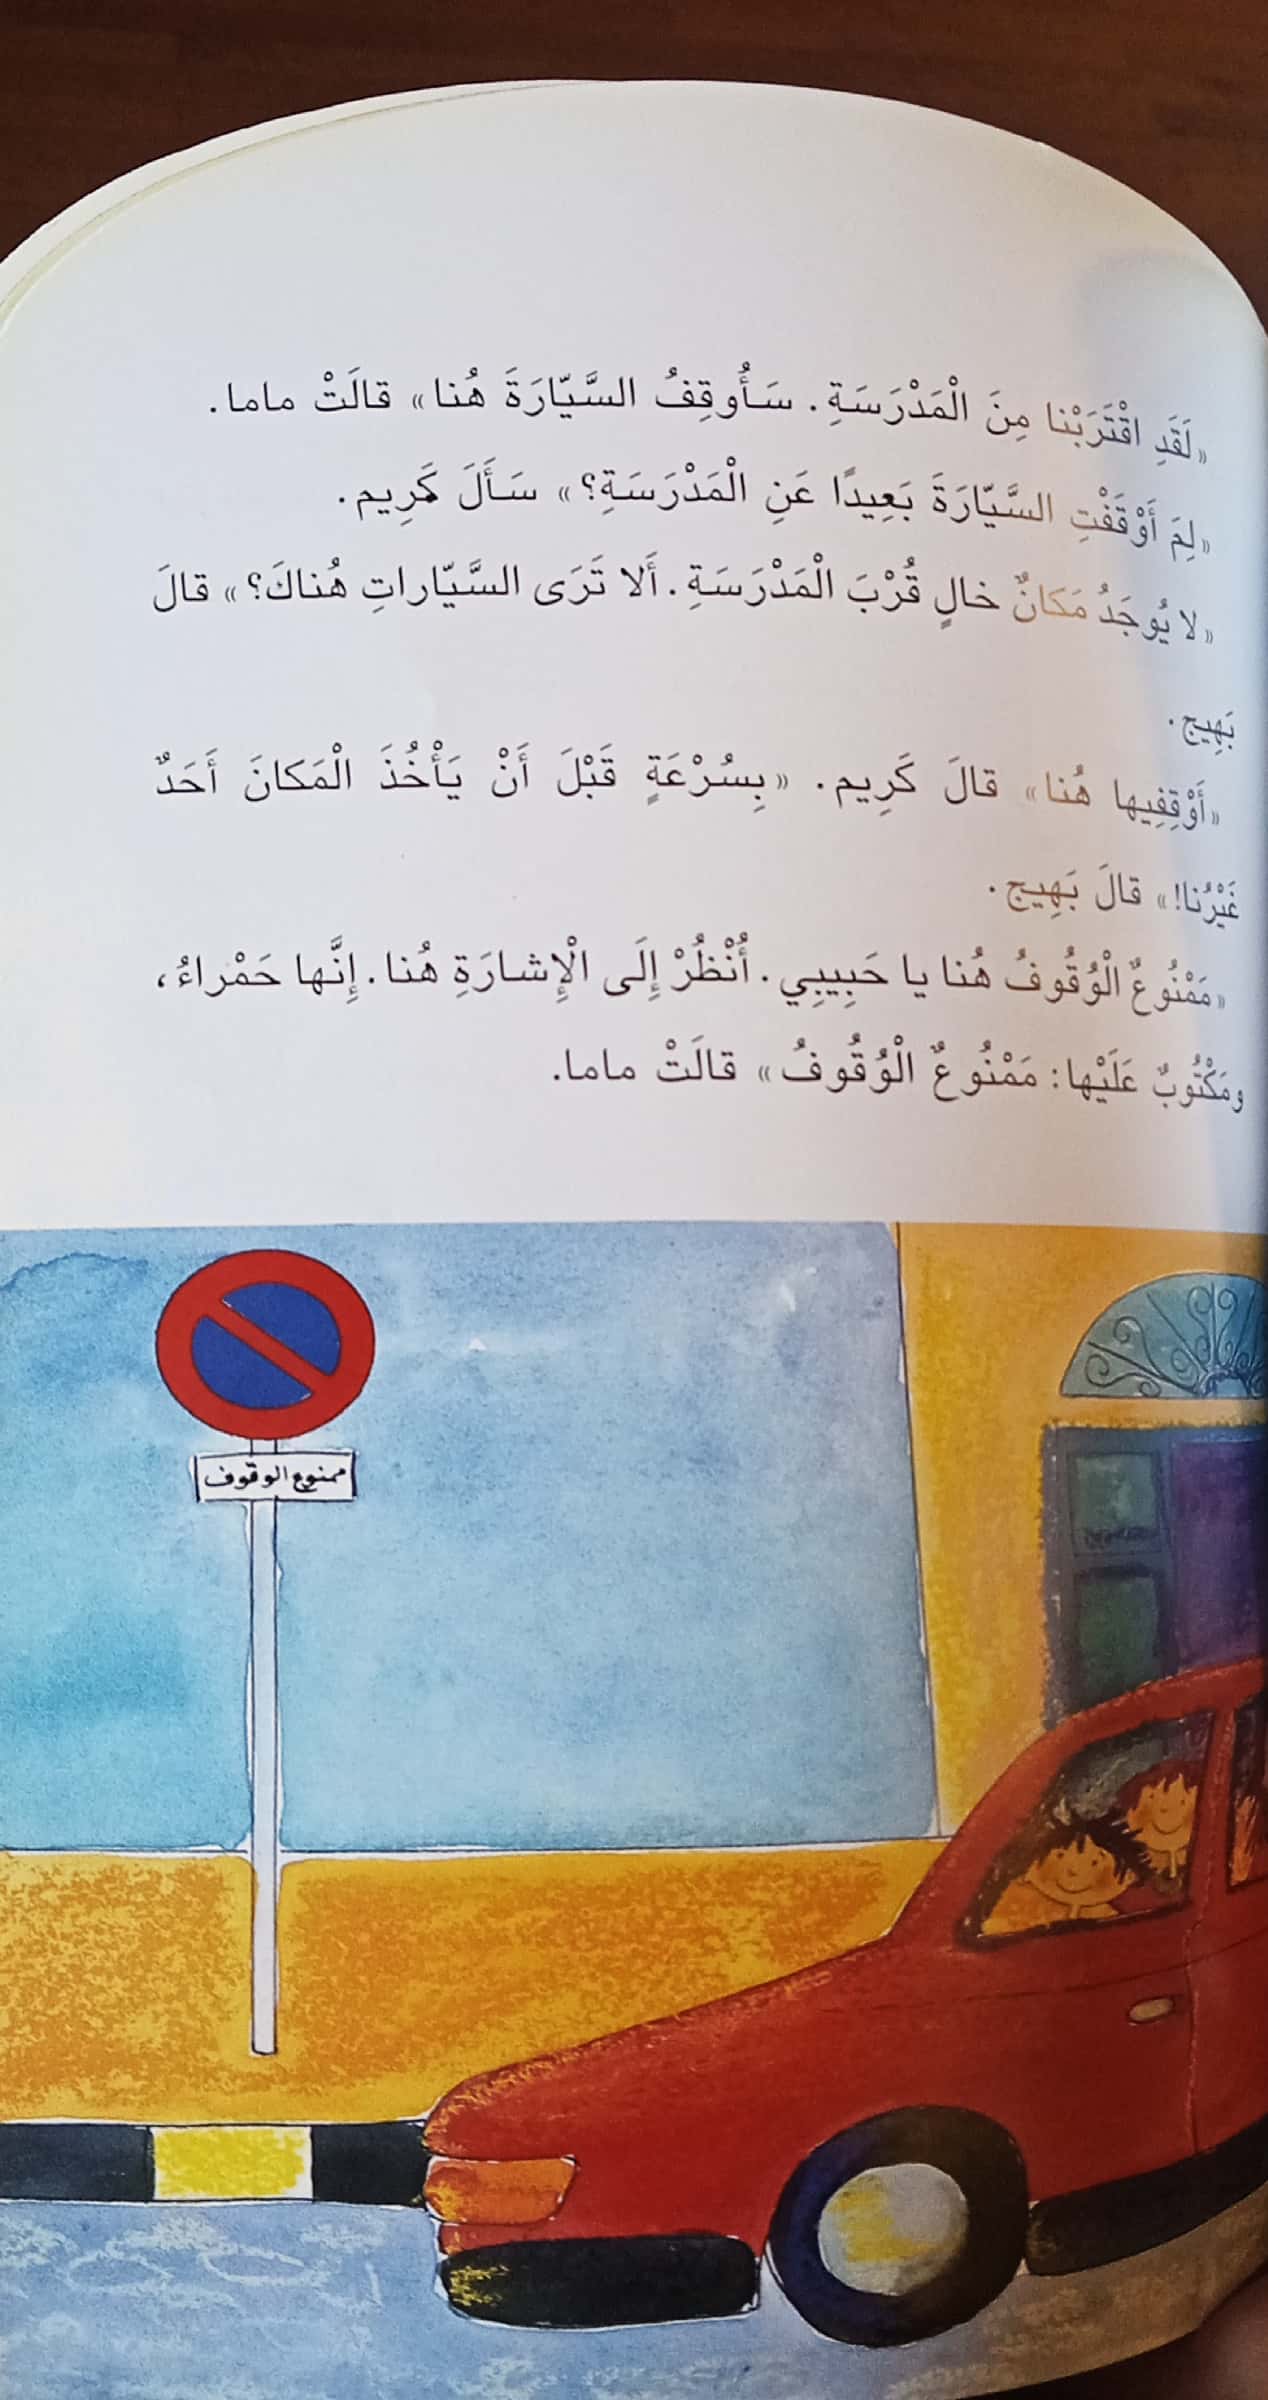 «لَقَدِ اقْتَرَبْنا مِنَ الْمَدْرَسَةِ. سَأُوقِفُ السَّيّارَةَ هُنا» قالَتْ ماما.
«لِمَ أَوْقَفْتِ السَّيّارَةَ بَعِيدًا عَنِ الْمَدْرَسَةِ؟» سَأَلَ كَرِيم.
«لا يُوجَدُ مَكانٌ خالٍ قُرْبَ الْمَدْرَسَةِ. أَلا تَرَى السَّيّاراتِ هُناكَ؟» قالَ
بَهِيج.
«أَوْقِفِيها هُنا» قالَ كَرِيم. «بِسُرْعَةٍ قَبْلَ أَنْ يَأْخُذَ الْمَكانَ أَحَدٌ
غَيْرُنا!» قالَ بَهِيج.
«مَمْنُوعٌ الْوُقُوفُ هُنا يا حَبِيبِي. أُنْظُرْ إِلَى الْإِشارَةِ هُنا. إِنَّها حَمْراءُ،
ومَكْتُوبٌ عَلَيْها: مَمْنُوعٌ الْوُقُوفُ» قالَتْ ماما.
ممنوع الوقوف